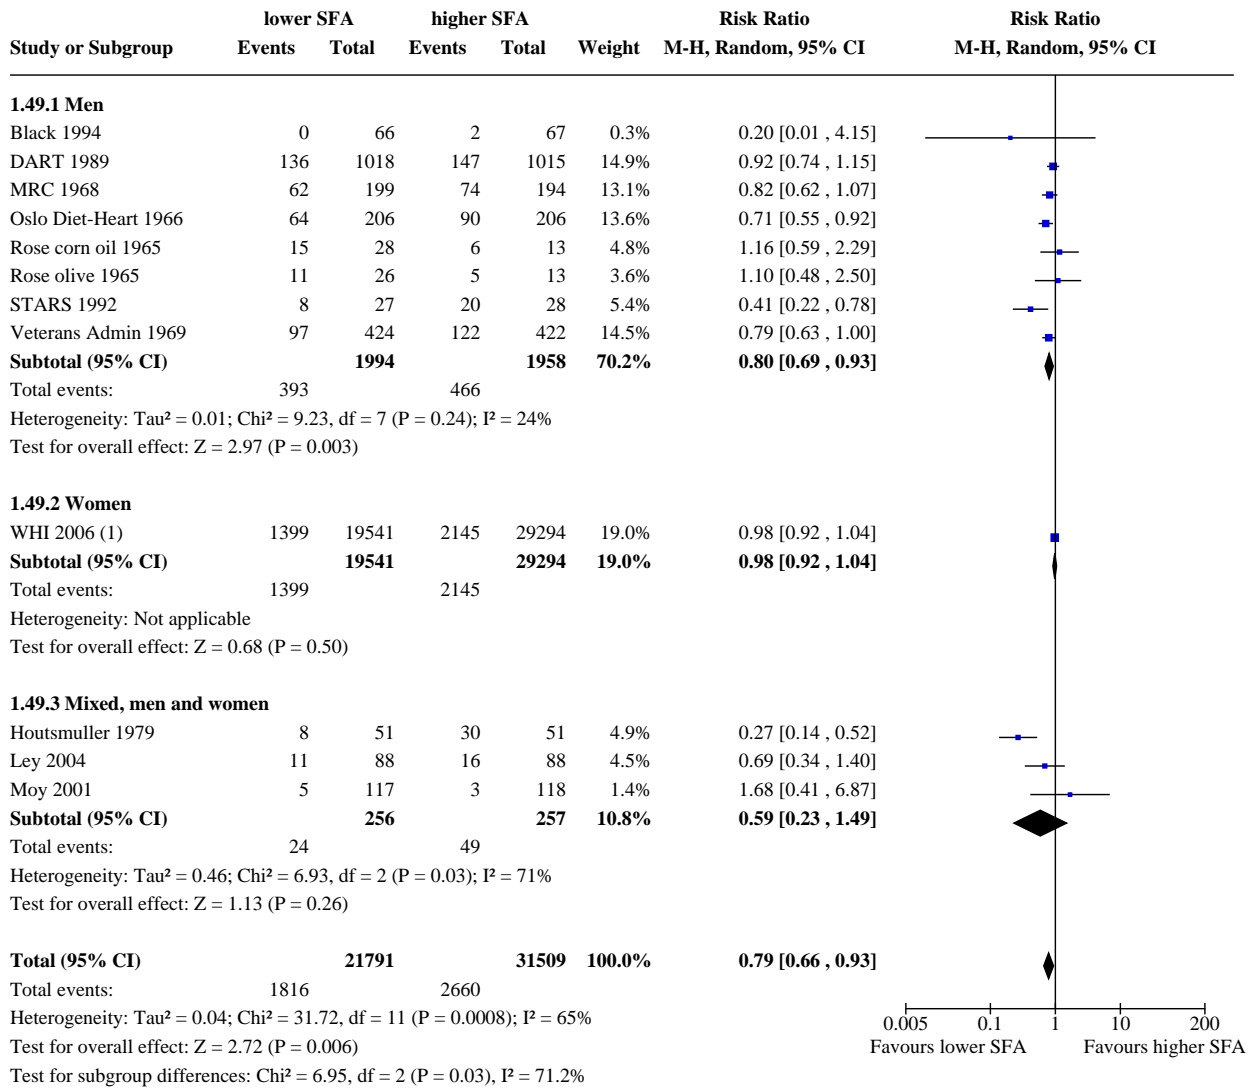 lower SFA higher SFA Risk Ratio Risk Ratio
Study or Subgroup Events Total Events Total Weight M-H, Random, 95% CI M-H, Random, 95% CI
1.49.1 Men
Black 1994 0 66 2 67 0.3% 0.20 [0.01 , 4.15]
DART 1989 136 1018 147 1015 14.9% 0.92 [0.74 , 1.15]
MRC 1968 62 199 74 194 13.1% 0.82 [0.62 , 1.07]
Oslo Diet-Heart 1966 64 206 90 206 13.6% 0.71 [0.55 , 0.92]
Rose corn oil 1965 15 28 6 13 4.8% 1.16 [0.59 , 2.29]
Rose olive 1965 11 26 5 13 3.6% 1.10 [0.48 , 2.50]
STARS 1992 8 27 20 28 5.4% 0.41 [0.22 , 0.78]
Veterans Admin 1969 97 424 122 422 14.5% 0.79 [0.63 , 1.00]
Subtotal (95% CI) 1994 1958 70.2% 0.80 [0.69 , 0.93]
Total events: 393 466
Heterogeneity: Tau² = 0.01; Chi² = 9.23, df = 7 (P = 0.24); I² = 24%
Test for overall effect: Z = 2.97 (P = 0.003)
1.49.2 Women
WHI 2006 (1) 1399 19541 2145 29294 19.0% 0.98 [0.92 , 1.04]
Subtotal (95% CI) 19541 29294 19.0% 0.98 [0.92 , 1.04]
Total events: 1399 2145
Heterogeneity: Not applicable
Test for overall effect: Z = 0.68 (P = 0.50)
1.49.3 Mixed, men and women
Houtsmuller 1979 8 51 30 51 4.9% 0.27 [0.14 , 0.52]
Ley 2004 11 88 16 88 4.5% 0.69 [0.34 , 1.40]
Moy 2001 5 117 3 118 1.4% 1.68 [0.41 , 6.87]
Subtotal (95% CI) 256 257 10.8% 0.59 [0.23 , 1.49]
Total events: 24 49
Heterogeneity: Tau² = 0.46; Chi² = 6.93, df = 2 (P = 0.03); I² = 71%
Test for overall effect: Z = 1.13 (P = 0.26)
Total (95% CI) 21791 31509 100.0% 0.79 [0.66 , 0.93]
Total events: 1816 2660
Heterogeneity: Tau² = 0.04; Chi² = 31.72, df = 11 (P = 0.0008); I² = 65%
0.005 0.1 1 10 200
Test for overall effect: Z = 2.72 (P = 0.006) Favours lower SFA Favours higher SFA
Test for subgroup differences: Chi² = 6.95, df = 2 (P = 0.03), I² = 71.2%